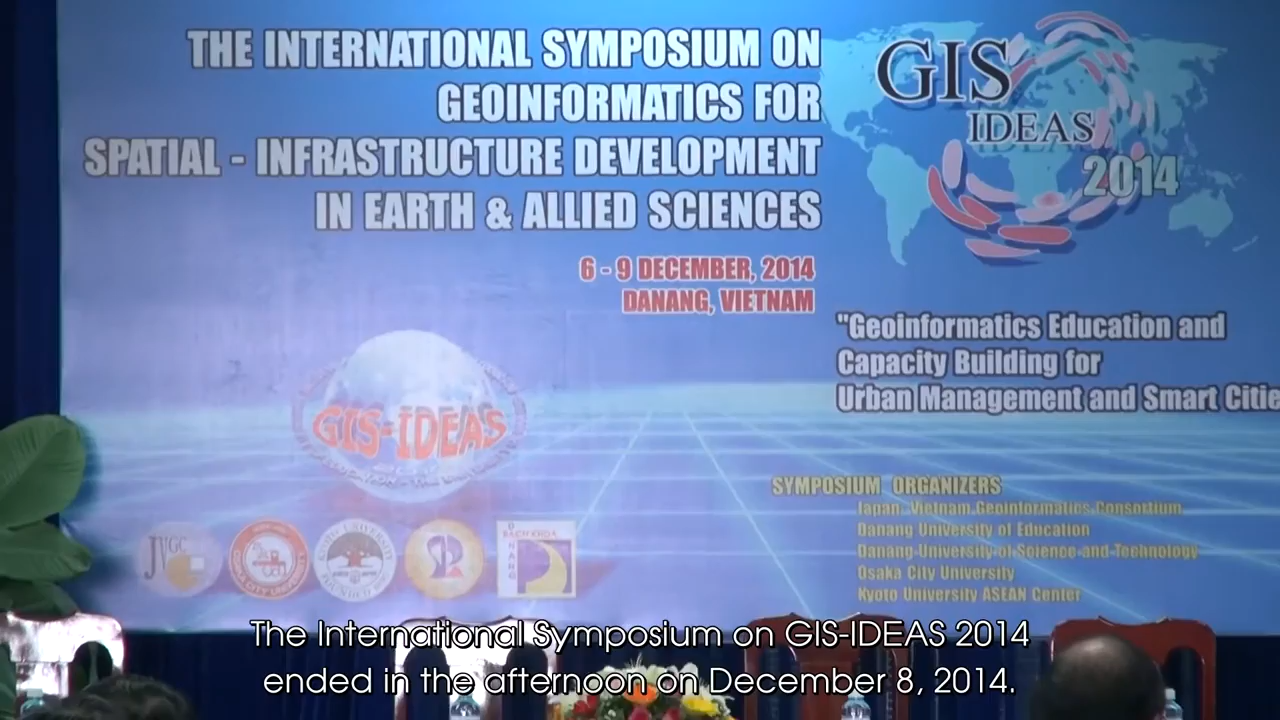 THE INTERNATIONAL SYMPOSIUM ON
GEOINFORMATICS FOR
SPATIAL - INFRASTRUCTURE DEVELOPMENT
IN EARTH & ALLIED SCIENCES
6 - 9 DECEMBER, 2014
DANANG, VIETNAM
GIS
IDEAS
2014
"Geoinformatics Education and
Capacity Building for
Urban Management and Smart Citie
GIS-IDEAS
SYMPOSIUM ORGANIZERS
Japan-Vietnam Geoinformatics Consortium
Danang University of Education
Danang University of Science and Technology
Osaka City University
Kyoto University ASEAN Center
JVGC
BACH KHOA
The International Symposium on GIS-IDEAS 2014
ended in the afternoon on December 8, 2014.